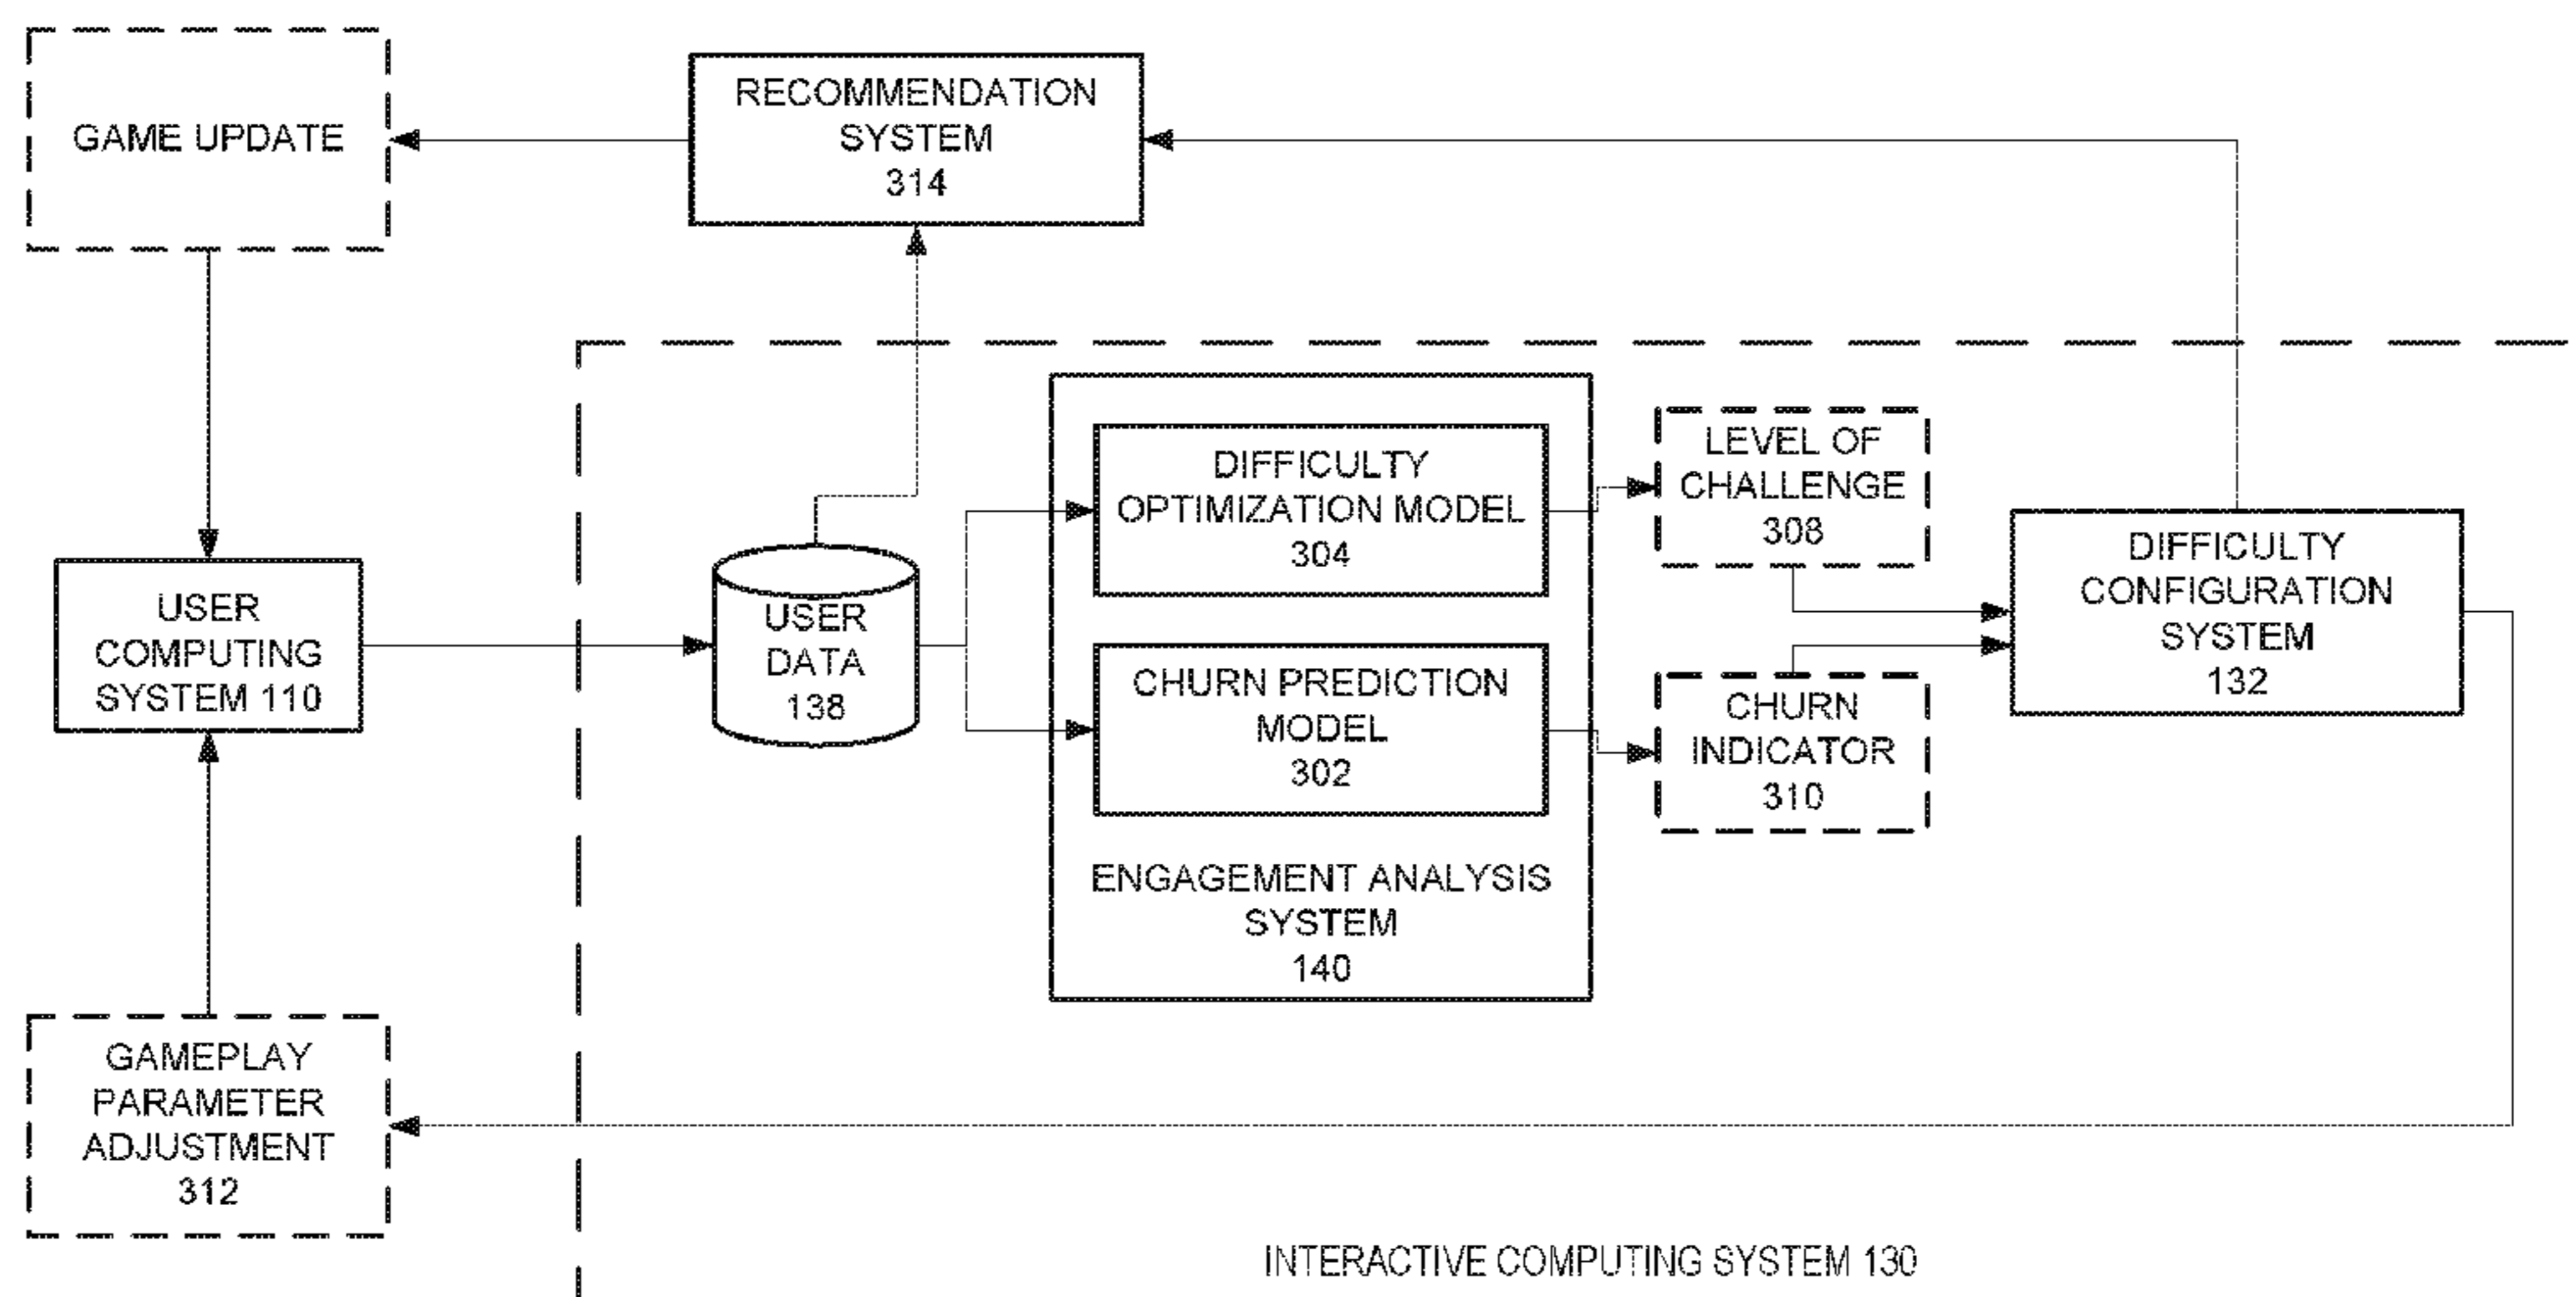 GAME UPDATE
RECOMMENDATION
SYSTEM
314
USER
COMPUTING
SYSTEM 110
USER
DATA
138
DIFFICULTY
OPTIMIZATION MODEL
304
CHURN PREDICTION
MODEL
302
ENGAGEMENT ANALYSIS
SYSTEM
140
LEVEL OF
CHALLENGE
308
CHURN
INDICATOR
310
DIFFICULTY
CONFIGURATION
SYSTEM
132
GAMEPLAY
PARAMETER
ADJUSTMENT
312
INTERACTIVE COMPUTING SYSTEM 130